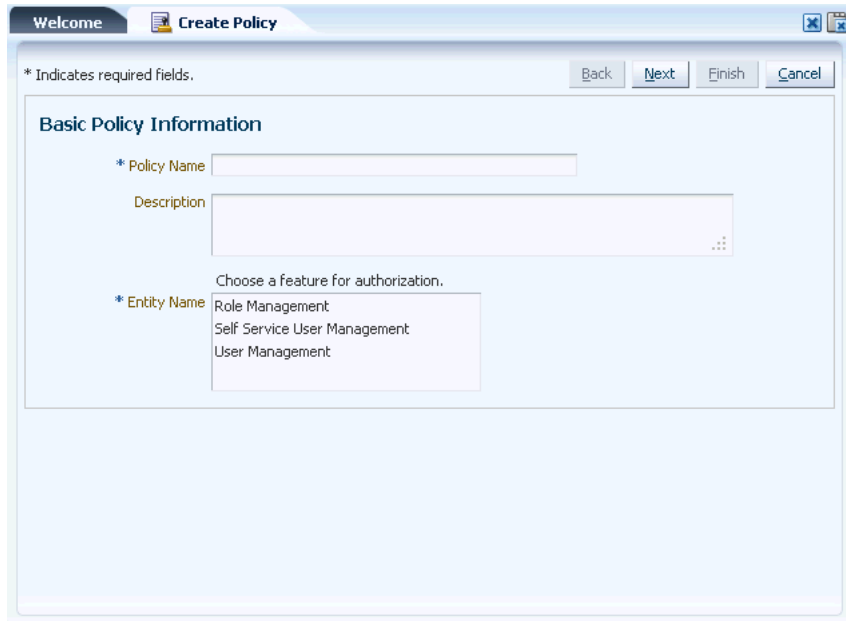 Welcome
Create Policy
* Indicates required fields.
Back Next Finish Cancel
Basic Policy Information
* Policy Name
Description
Choose a feature for authorization.
* Entity Name
Role Management
Self Service User Management
User Management